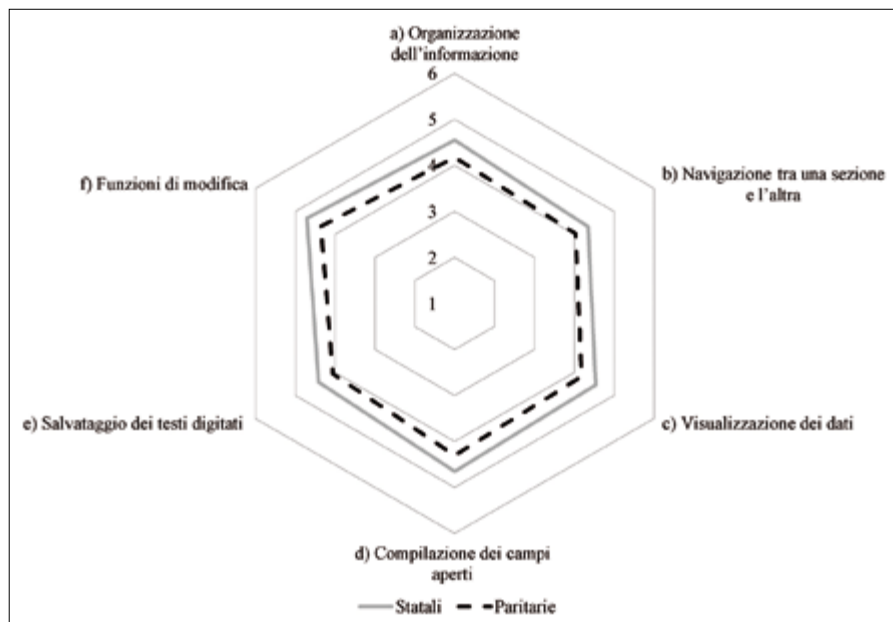 a) Organizzazione
dell'informazione
6
5
4
3
2
1
b) Navigazione tra una sezione
e l'altra
c) Visualizzazione dei dati
d) Compilazione dei campi
aperti
e) Salvataggio dei testi digitati
f) Funzioni di modifica
Statali
Paritarie